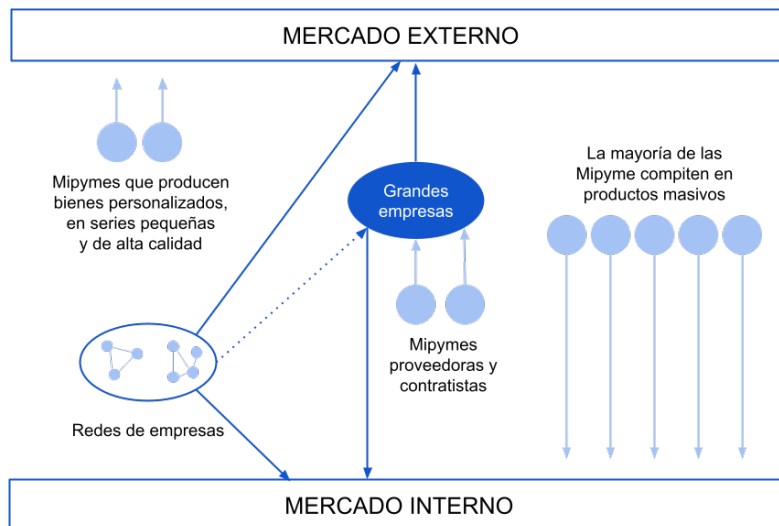 MERCADO EXTERNO
Mipymes que producen
bienes personalizados,
en series pequeñas
y de alta calidad
Grandes
empresas
La mayoría de las
Mipyme compiten en
productos masivos
Mipymes
proveedoras y
contratistas
Redes de empresas
MERCADO INTERNO